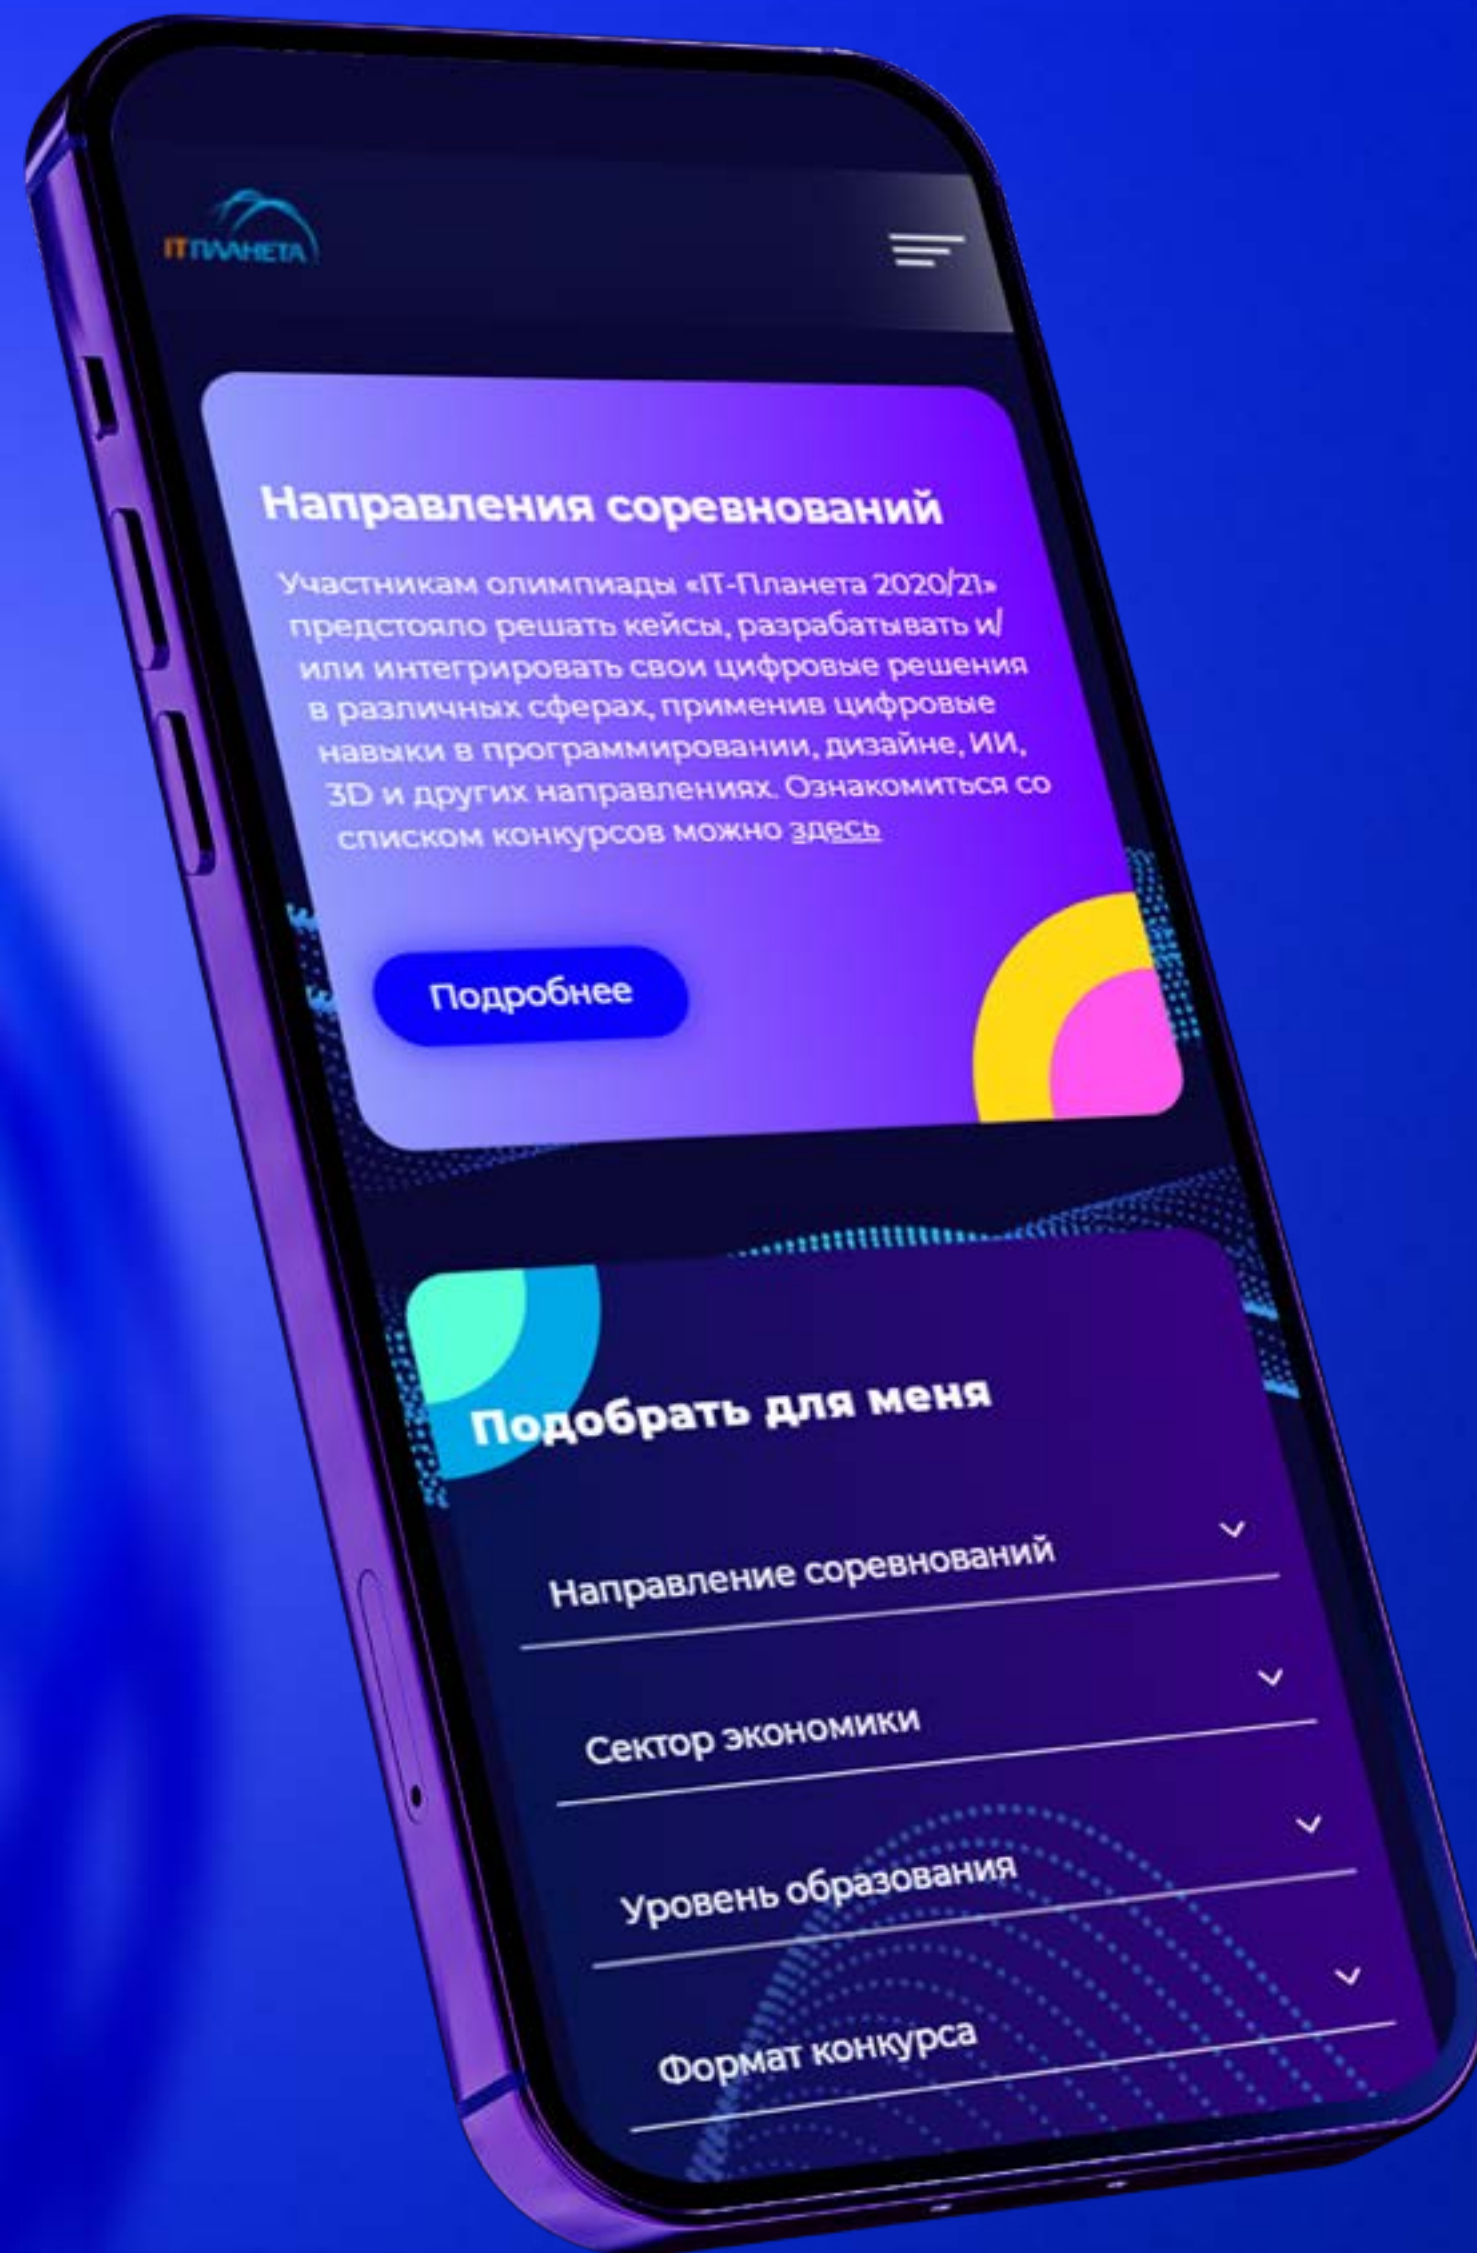 ITПЛАНЕТА
Направления соревнований
Участникам олимпиады «IT-Планета 2020/21»
предстояло решать кейсы, разрабатывать и/
или интегрировать свои цифровые решения
в различных сферах, применив цифровые
навыки в программировании, дизайне, ИИ,
3D и других направлениях. Ознакомиться со
списком конкурсов можно здесь
Подробнее
Подобрать для меня
Направление соревнований
Сектор экономики
Уровень образования
Формат конкурса